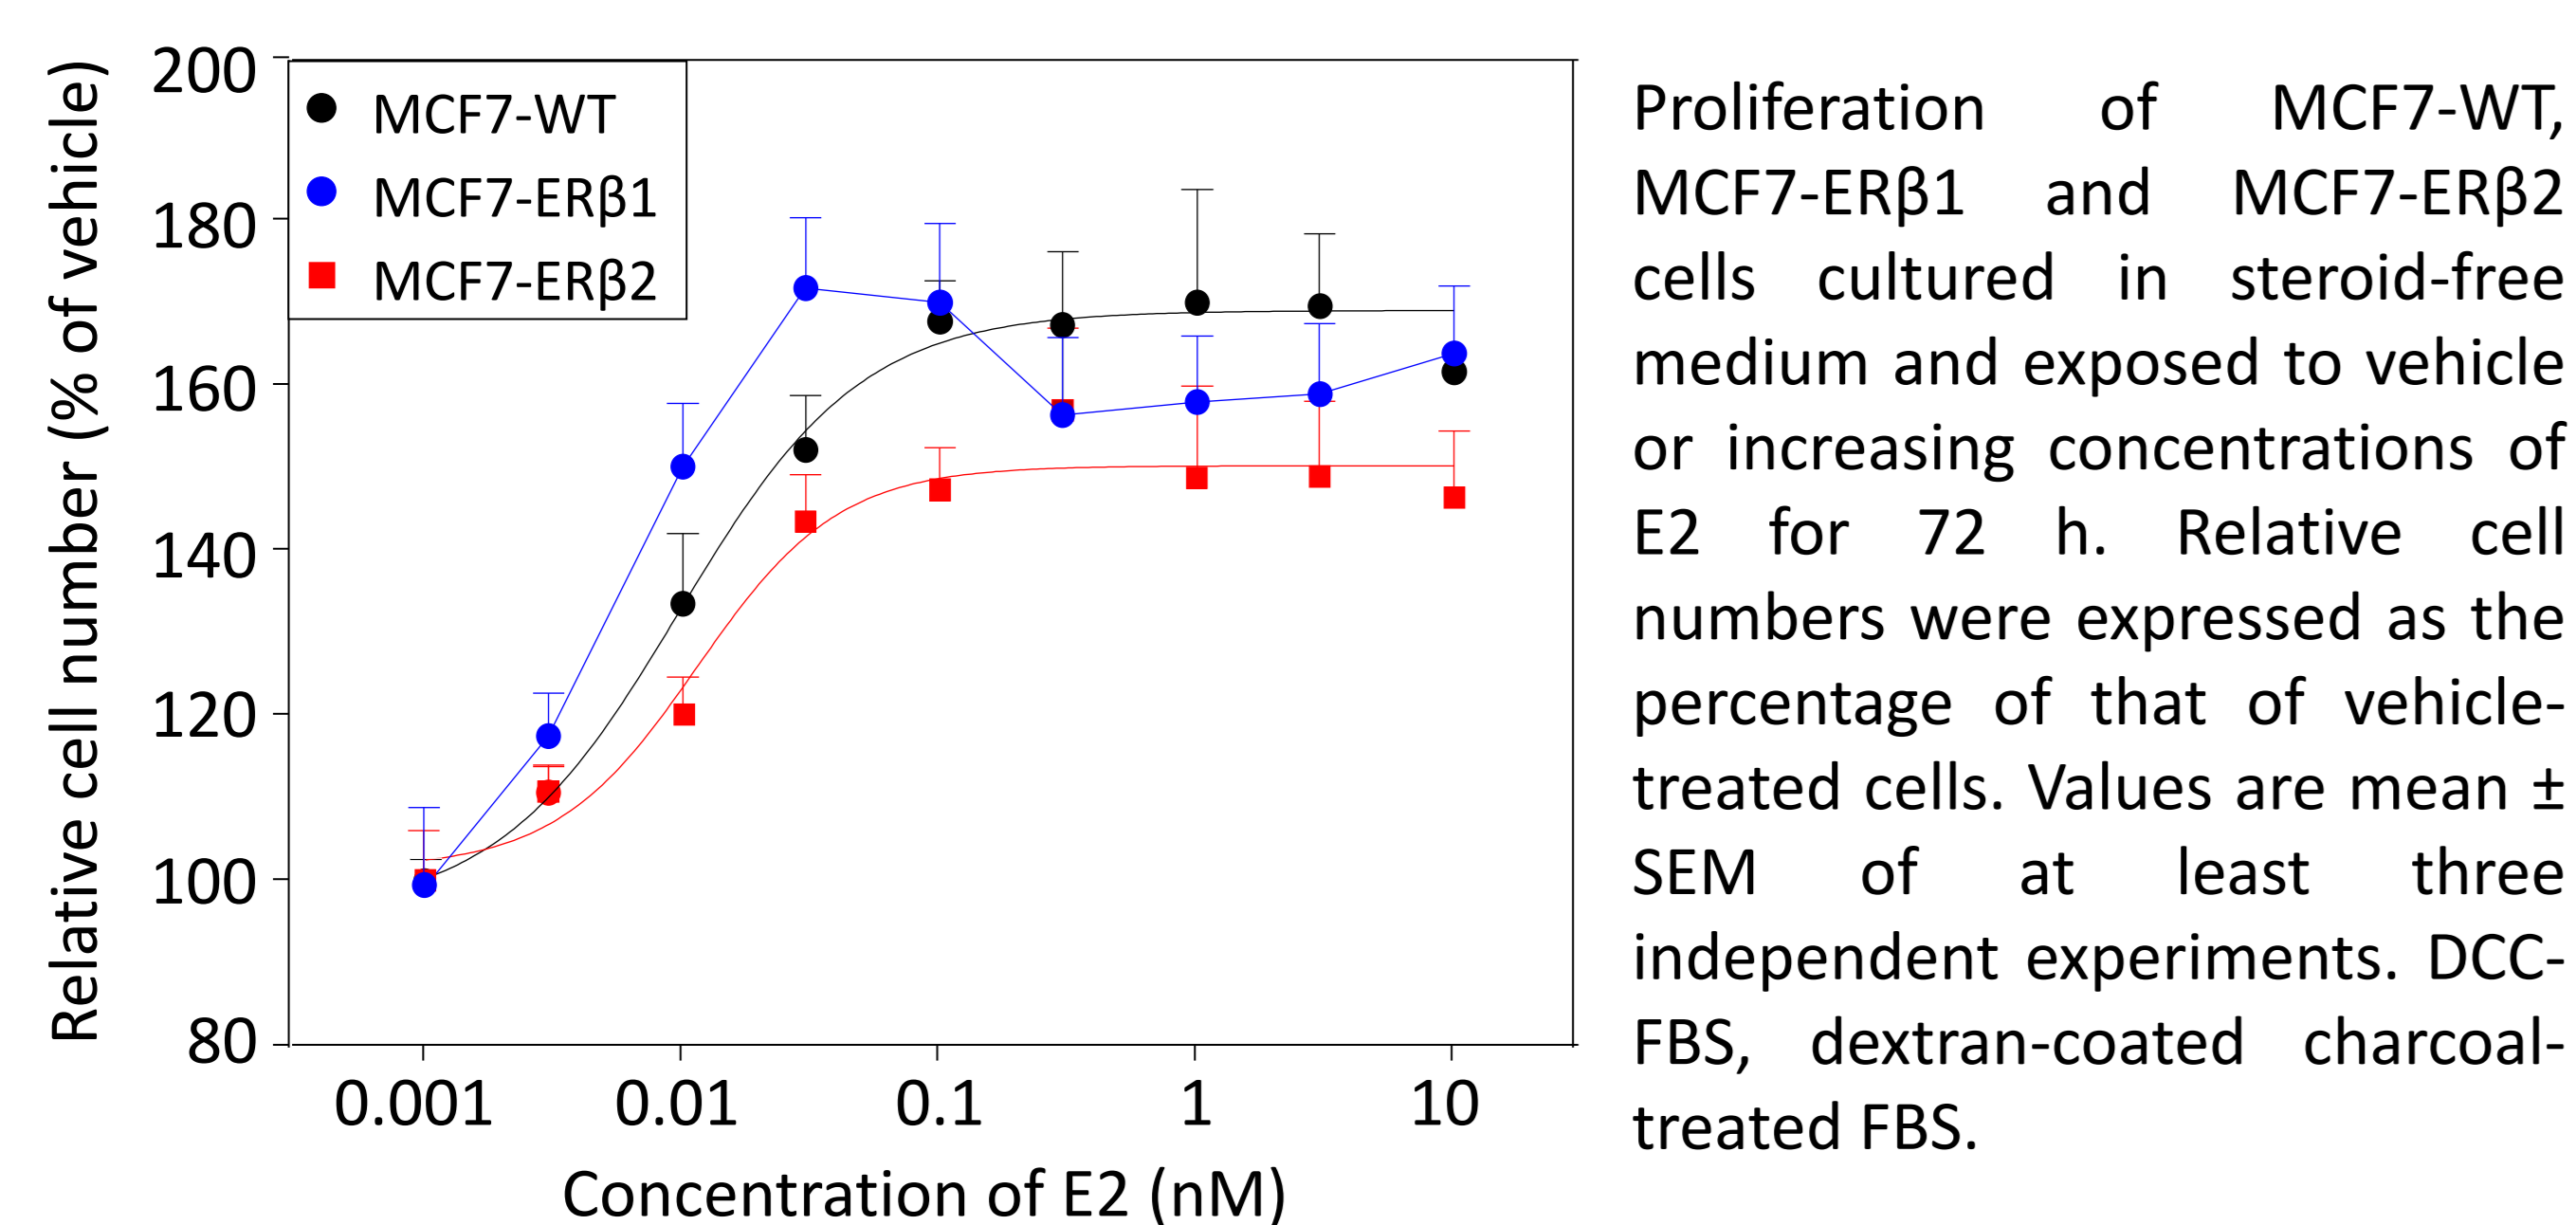 Relative cell number (% of vehicle)
200
180
160
140
120
100
80
MCF7-WT
MCF7-ERβ1
MCF7-ERβ2
0.001 0.01 0.1 1 10
Concentration of E2 (nM)
Proliferation of MCF7-WT,
MCF7-ERβ1 and MCF7-ERβ2
cells cultured in steroid-free
medium and exposed to vehicle
or increasing concentrations of
E2 for 72 h. Relative cell
numbers were expressed as the
percentage of that of vehicle-
treated cells. Values are mean ±
SEM of at least three
independent experiments. DCC-
FBS, dextran-coated charcoal-
treated FBS.